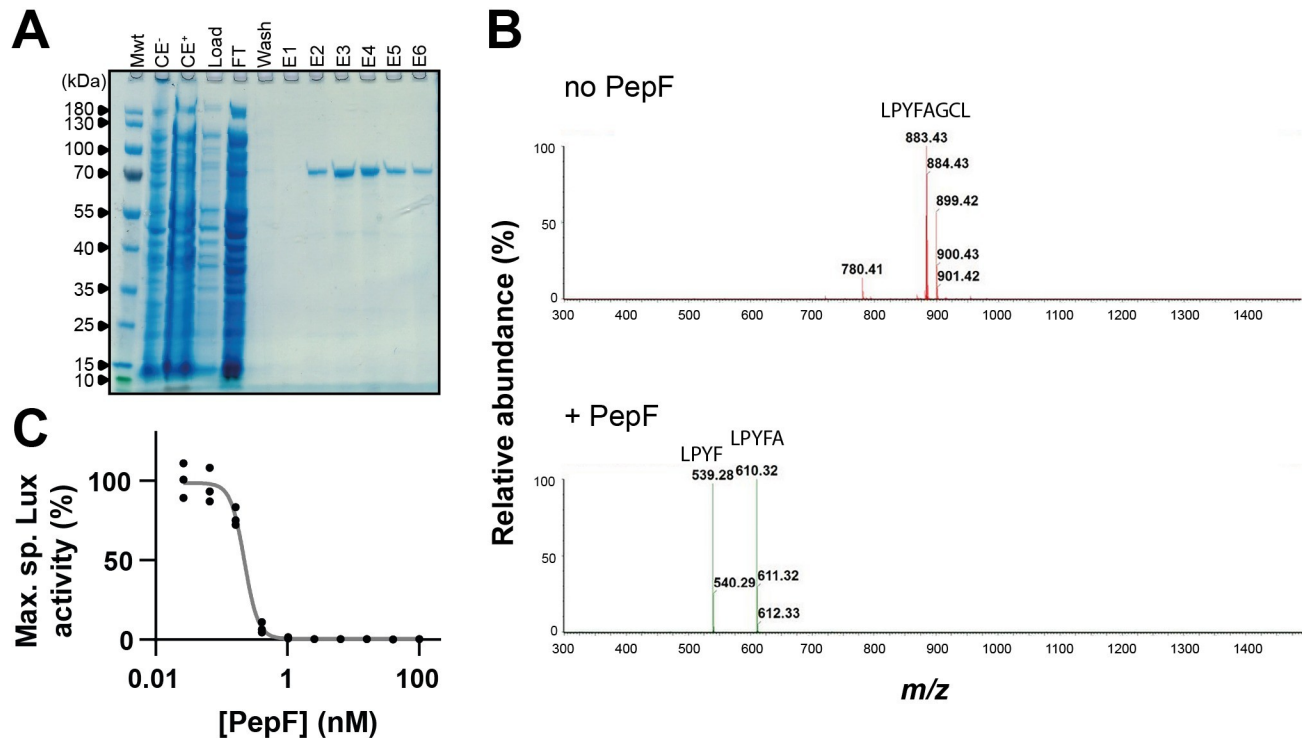 A
Mwt
CE-
CE+
Load
FT
Wash
E1
E2
E3
E4
E5
E6
(kDa)
180
130
100
70
55
40
35
25
15
10
B
no PepF
LPYFAGCL
883.43
884.43
899.42
900.43
901.42
780.41
100
50
0
300 400 500 600 700 800 900 1000 1100 1200 1300 1400
+ PepF
LPYF
LPYFA
539.28 610.32
540.29
611.32
612.33
100
50
0
300 400 500 600 700 800 900 1000 1100 1200 1300 1400
Relative abundance (%)
m/z
C
Max. sp. Lux
activity (%)
100
50
0
0.01 1 100
[PepF] (nM)